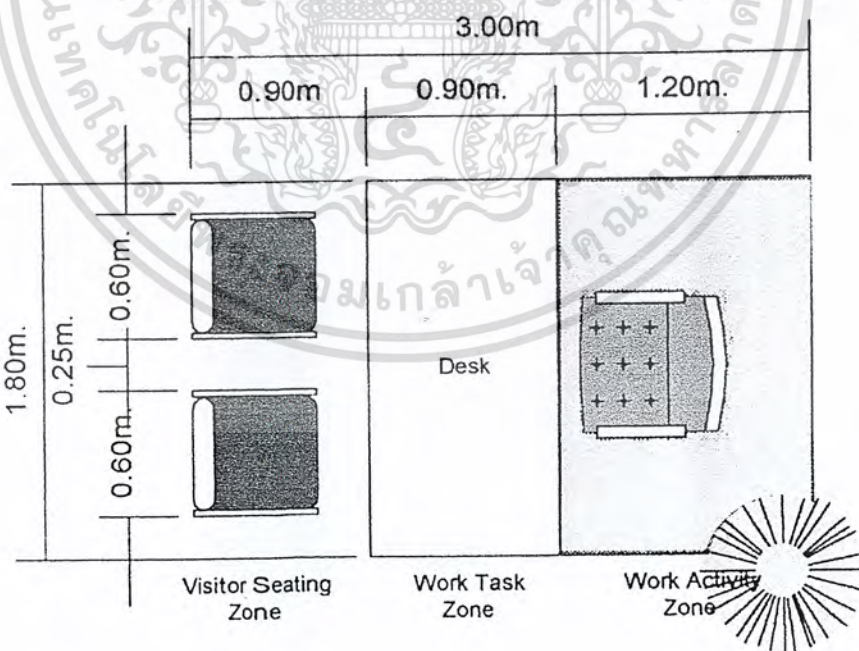 3.00m
0.90m
0.90m.
1.20m.
1.80m.
0.25m.
0.60m.
0.60m.
Desk
Visitor Seating
Zone
Work Task
Zone
Work Activity
Zone